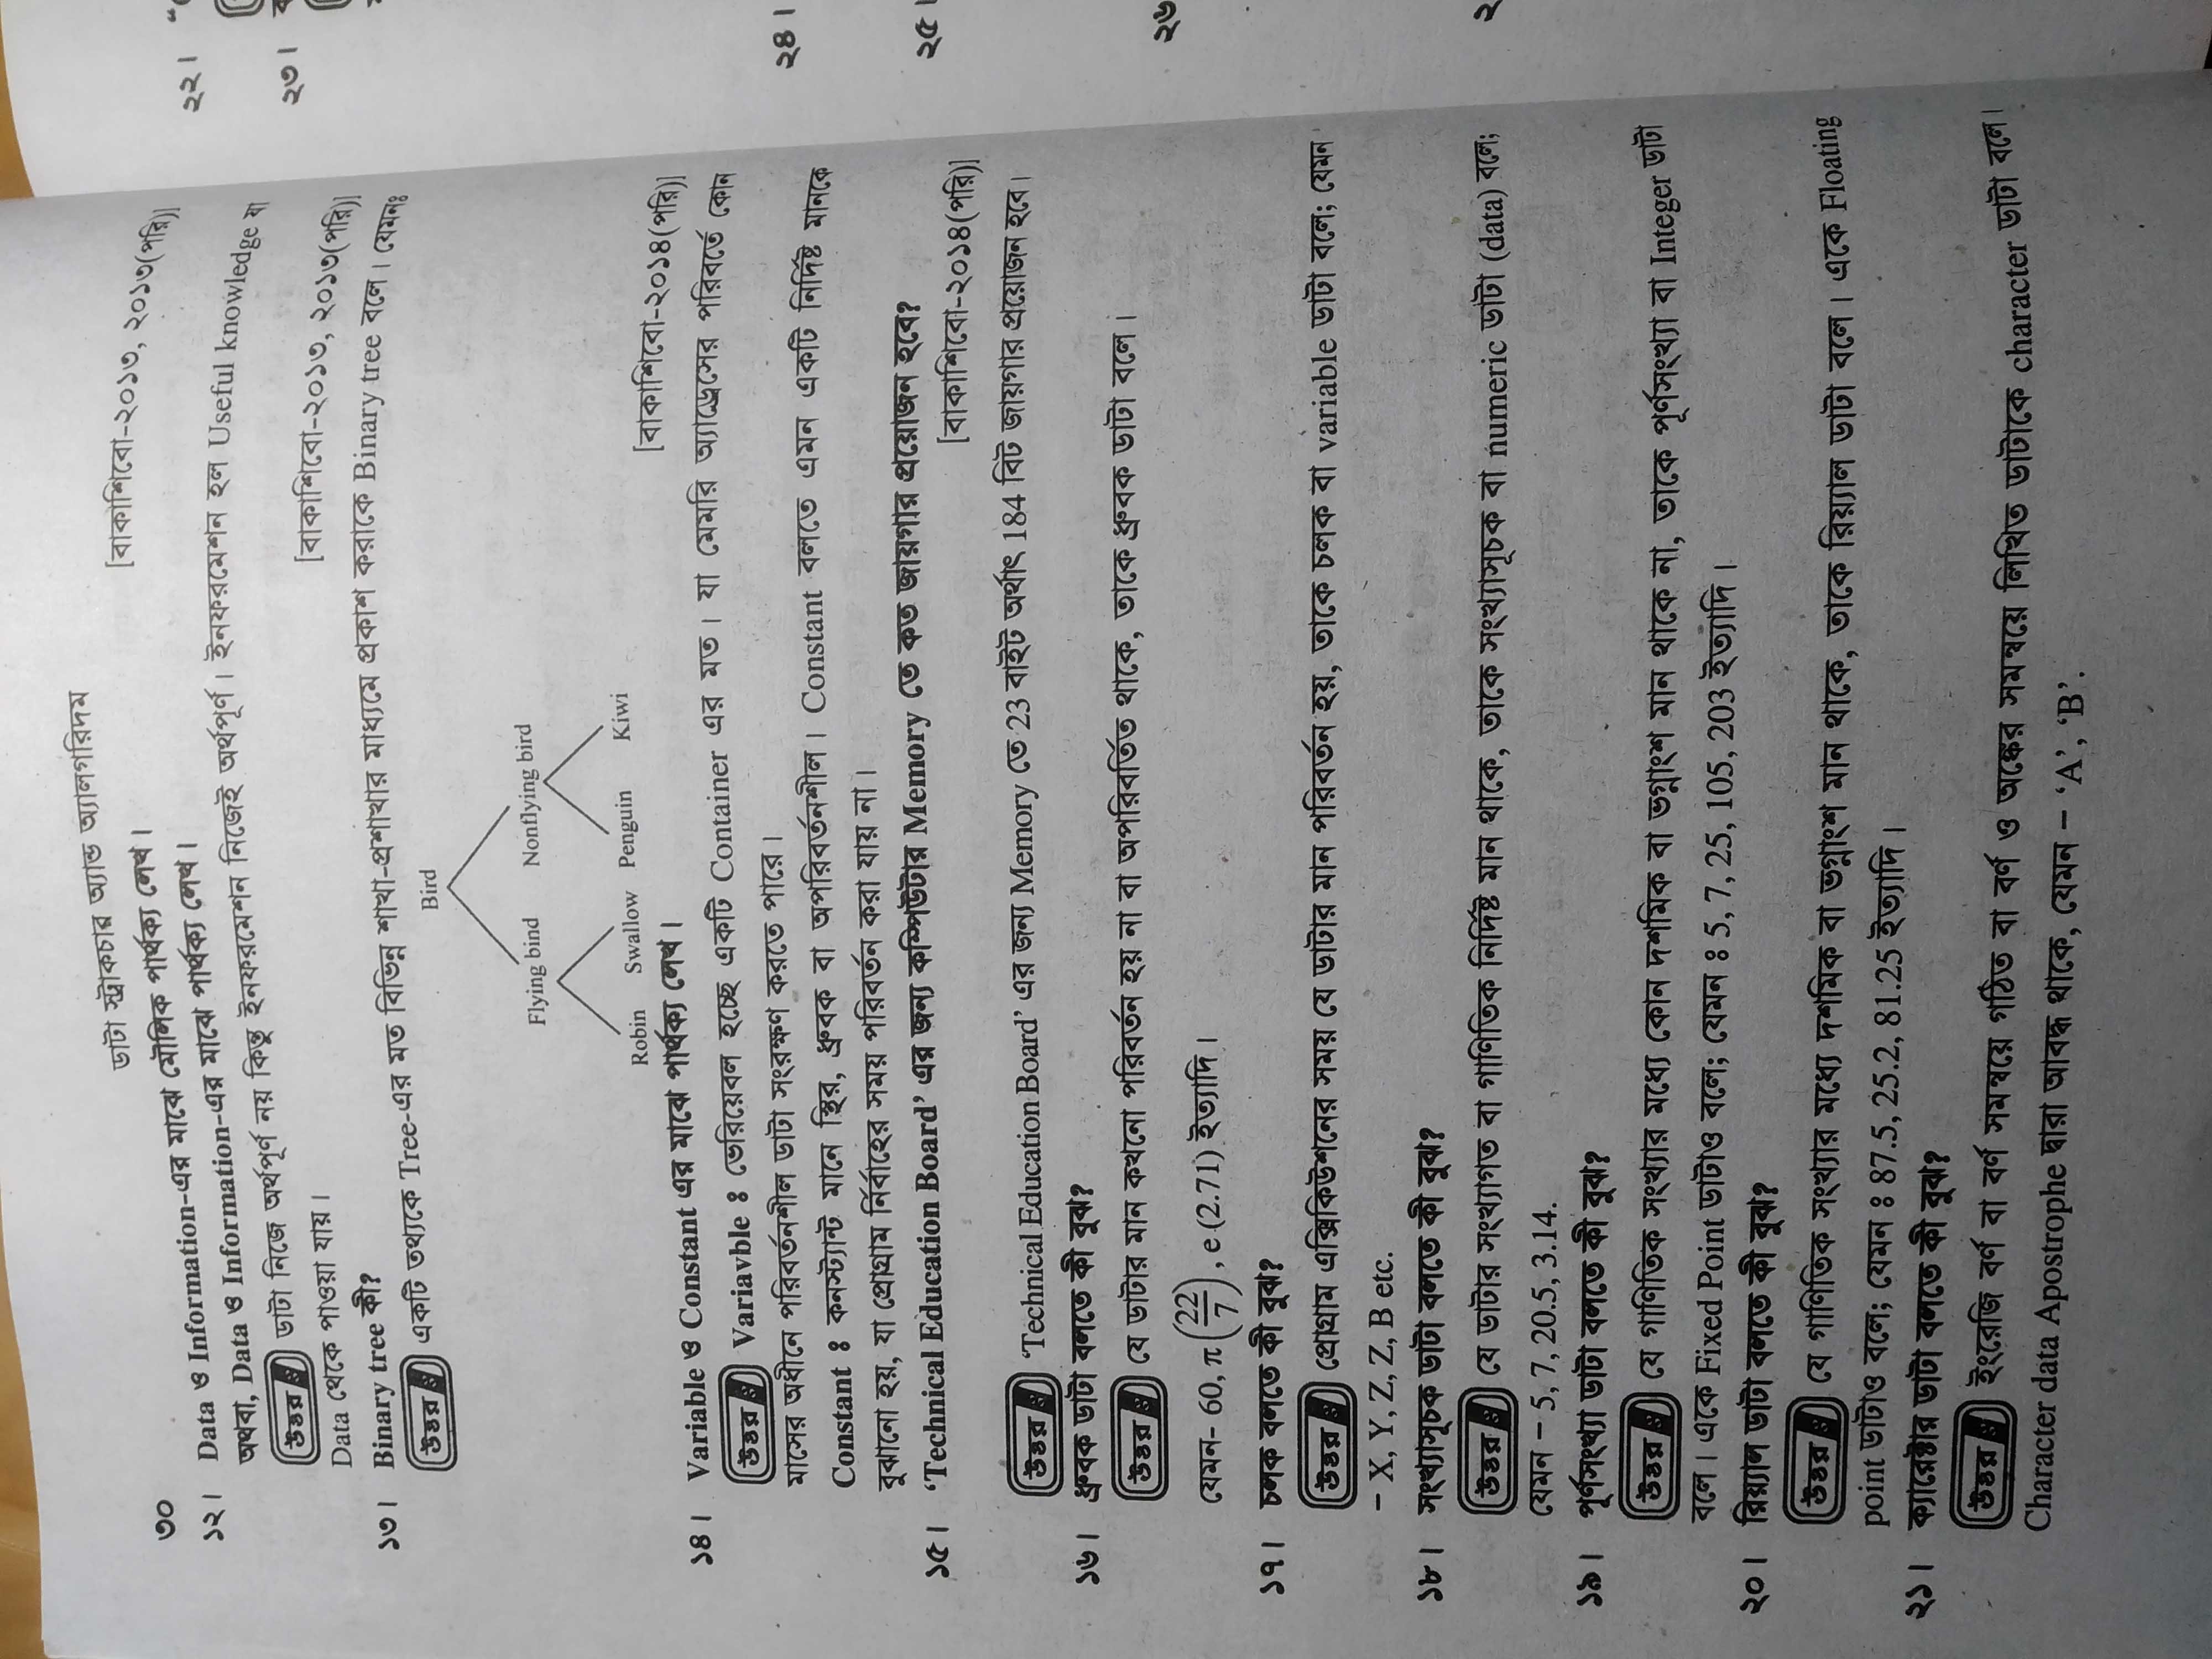 ডাটা স্ট্রাকচার অ্যান্ড অ্যালগরিদম
৩০
১২। Data ও Information-এর মাঝে মৌলিক পার্থক্য লেখ।
[বাকাশিবো-২০১৩, ২০১৩(পরি)]
অথবা, Data ও Information-এর মাঝে পার্থক্য লেখ।
উত্তর ঃ ডাটা নিজে অর্থপূর্ণ নয় কিন্তু ইনফরমেশন নিজেই অর্থপূর্ণ। ইনফরমেশন হল Useful knowledge যা
Data থেকে পাওয়া যায়।
১৩। Binary tree কী?
[বাকাশিবো-২০১৩, ২০১৩(পরি)]
উত্তর ঃ একটি তথ্যকে Tree-এর মত বিভিন্ন শাখা-প্রশাখার মাধ্যমে প্রকাশ করাকে Binary tree বলে। যেমনঃ
Bird
Flying bind Nonflying bird
Robin Swallow Penguin Kiwi
১৪। Variable ও Constant এর মাঝে পার্থক্য লেখ।
[বাকাশিবো-২০১৪(পরি)]
উত্তর ঃ Variavble ঃ ভেরিয়েবল হচ্ছে একটি Container এর মত। যা মেমরি অ্যাড্রেসের পরিবর্তে কোন
মাসের অধীনে পরিবর্তনশীল ডাটা সংরক্ষণ করতে পারে।
Constant ঃ কনস্ট্যান্ট মানে স্থির, ধ্রুবক বা অপরিবর্তনশীল। Constant বলতে এমন একটি নির্দিষ্ট মানকে
বুঝানো হয়, যা প্রোগ্রাম নির্বাহের সময় পরিবর্তন করা যায় না।
১৫। ‘Technical Education Board’ এর জন্য কম্পিউটার Memory তে কত জায়গার প্রয়োজন হবে?
[বাকাশিবো-২০১৪(পরি)]
উত্তর ঃ ‘Technical Education Board’ এর জন্য Memory তে 23 বাইট অর্থাৎ 184 বিট জায়গার প্রয়োজন হবে।
১৬। ধ্রুবক ডাটা বলতে কী বুঝ?
উত্তর ঃ যে ডাটার মান কখনো পরিবর্তন হয় না বা অপরিবর্তিত থাকে, তাকে ধ্রুবক ডাটা বলে।
যেমন- 60, π (22/7), e (2.71) ইত্যাদি।
১৭। চলক বলতে কী বুঝ?
উত্তর ঃ প্রোগ্রাম এক্সিকিউশনের সময় যে ডাটার মান পরিবর্তন হয়, তাকে চলক বা variable ডাটা বলে; যেমন
– X, Y, Z, Z, B etc.
১৮। সংখ্যাসূচক ডাটা বলতে কী বুঝ?
উত্তর ঃ যে ডাটার সংখ্যাগত বা গাণিতিক নির্দিষ্ট মান থাকে, তাকে সংখ্যাসূচক বা numeric ডাটা (data) বলে;
যেমন – 5, 7, 20.5, 3.14.
১৯। পূর্ণসংখ্যা ডাটা বলতে কী বুঝ?
উত্তর ঃ যে গাণিতিক সংখ্যার মধ্যে কোন দশমিক বা ভগ্নাংশ মান থাকে না, তাকে পূর্ণসংখ্যা বা Integer ডাটা
বলে। একে Fixed Point ডাটাও বলে; যেমন ঃ 5, 7, 25, 105, 203 ইত্যাদি।
২০। রিয়্যাল ডাটা বলতে কী বুঝ?
উত্তর ঃ যে গাণিতিক সংখ্যার মধ্যে দশমিক বা ভগ্নাংশ মান থাকে, তাকে রিয়্যাল ডাটা বলে। একে Floating
point ডাটাও বলে; যেমন ঃ 87.5, 25.2, 81.25 ইত্যাদি।
২১। ক্যারেক্টার ডাটা বলতে কী বুঝ?
উত্তর ঃ ইংরেজি বর্ণ বা বর্ণ সমন্বয়ে গঠিত বা বর্ণ ও অঙ্কের সমন্বয়ে লিখিত ডাটাকে character ডাটা বলে।
Character data Apostrophe দ্বারা আবদ্ধ থাকে, যেমন – ‘A’, ‘B’.
২২।
২৩।
২৪।
২৫।
২৬